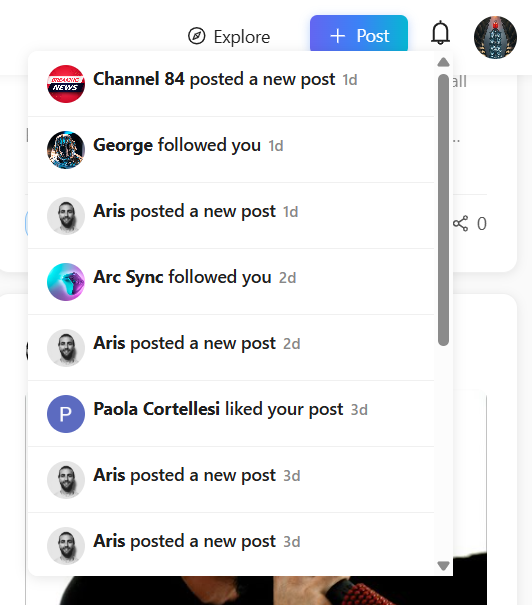 Explore
+ Post
all
BREAKING
NEWS
Channel 84 posted a new post 1d
George followed you 1d
..
Aris posted a new post 1d
0
Arc Sync followed you 2d
Aris posted a new post 2d
P
Paola Cortellesi liked your post 3d
Aris posted a new post 3d
Aris posted a new post 3d